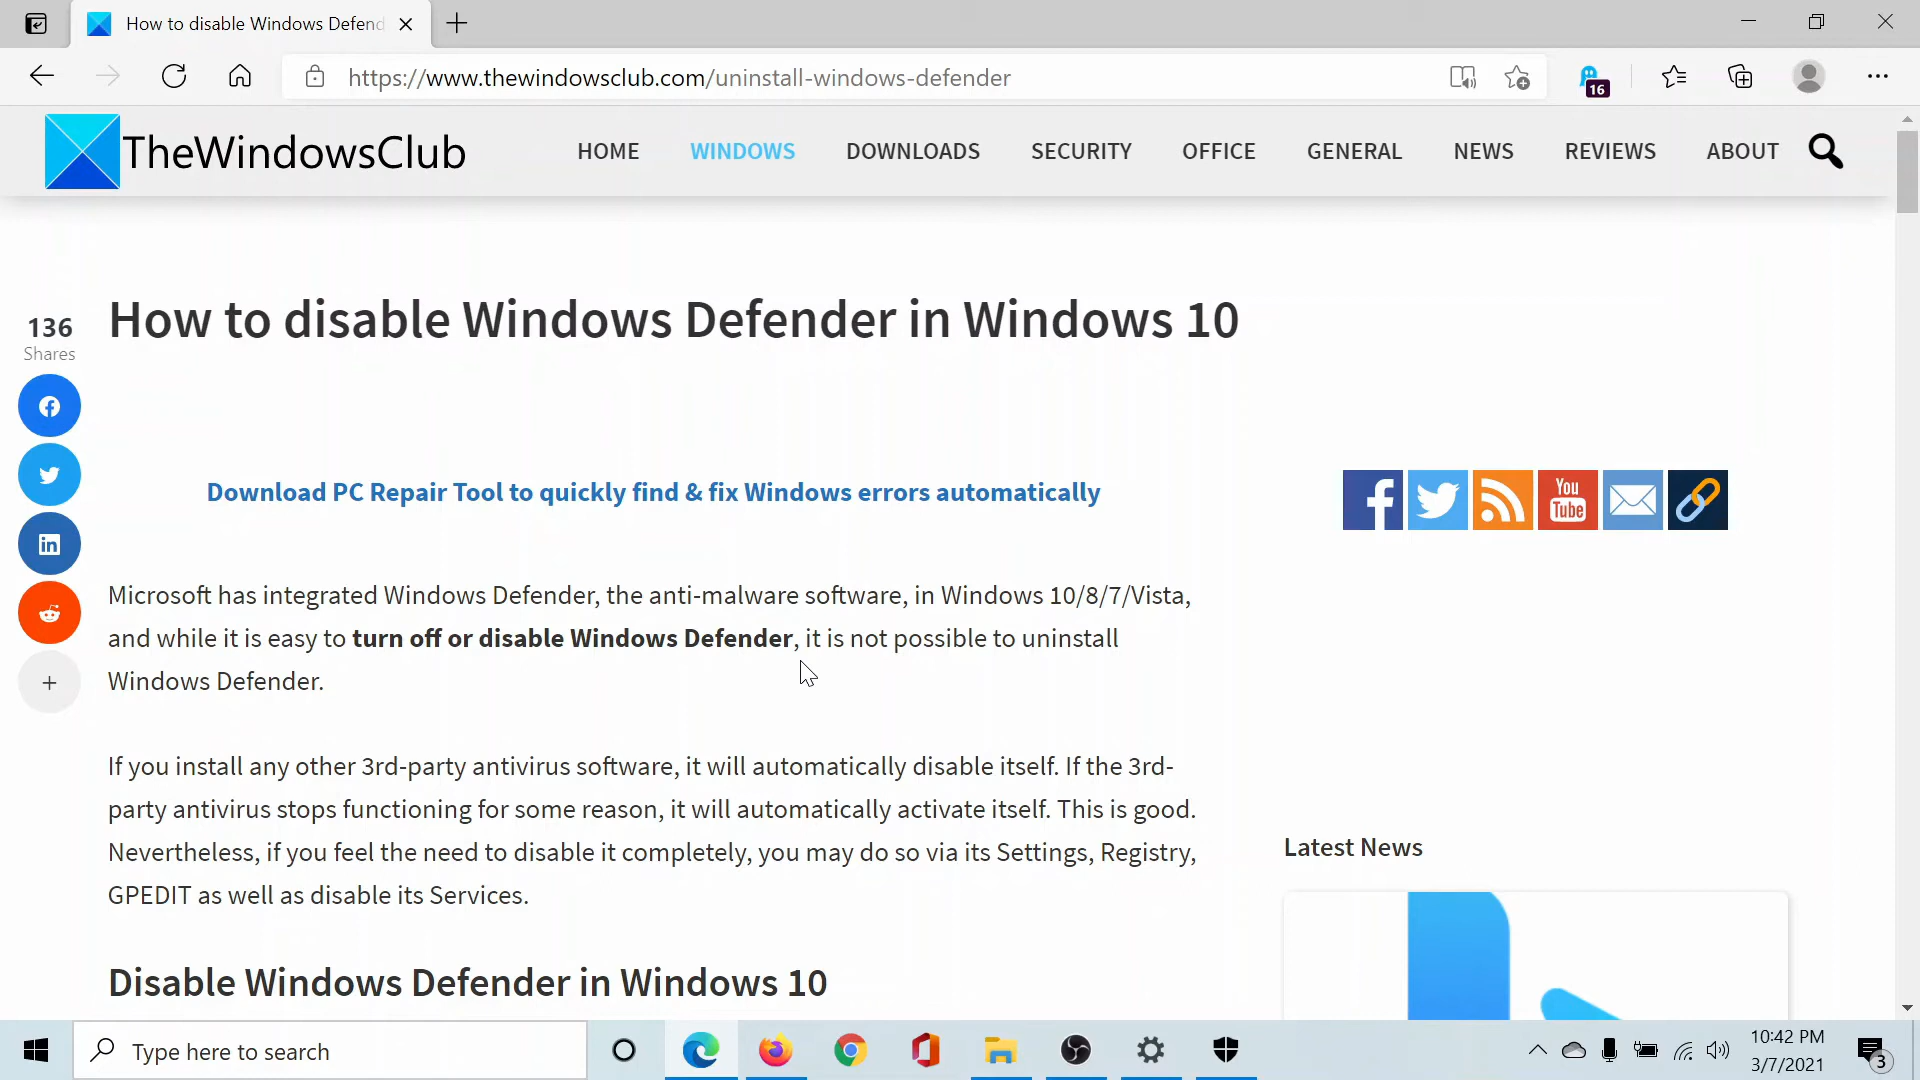 How to disable Windows Defend
https://www.thewindowsclub.com/uninstall-windows-defender
16
TheWindowsClub
HOME WINDOWS DOWNLOADS SECURITY OFFICE GENERAL NEWS REVIEWS ABOUT
How to disable Windows Defender in Windows 10
136
Shares
Download PC Repair Tool to quickly find & fix Windows errors automatically
You
Tube
in
Microsoft has integrated Windows Defender, the anti-malware software, in Windows 10/8/7/Vista,
and while it is easy to turn off or disable Windows Defender, it is not possible to uninstall
Windows Defender.
If you install any other 3rd-party antivirus software, it will automatically disable itself. If the 3rd-
party antivirus stops functioning for some reason, it will automatically activate itself. This is good.
Nevertheless, if you feel the need to disable it completely, you may do so via its Settings, Registry,
GPEDIT as well as disable its Services.
Latest News
Disable Windows Defender in Windows 10
Type here to search
10:42 PM
3/7/2021
3